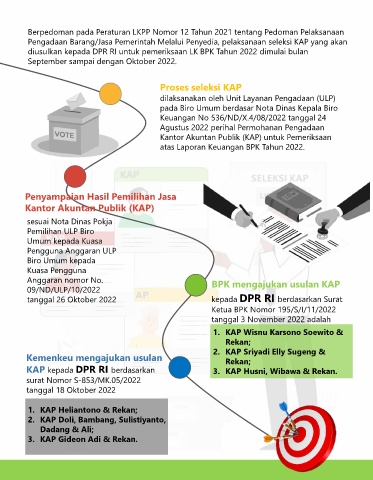 Berpedoman pada Peraturan LKPP Nomor 12 Tahun 2021 tentang Pedoman Pelaksanaan
Pengadaan Barang/Jasa Pemerintah Melalui Penyedia, pelaksanaan seleksi KAP yang akan
diusulkan kepada DPR RI untuk pemeriksaan LK BPK Tahun 2022 dimulai bulan
September sampai dengan Oktober 2022.
Proses seleksi KAP
dilaksanakan oleh Unit Layanan Pengadaan (ULP)
pada Biro Umum berdasar Nota Dinas Kepala Biro
Keuangan No 536/ND/X.4/08/2022 tanggal 24
Agustus 2022 perihal Permohanan Pengadaan
Kantor Akuntan Publik (KAP) untuk Pemeriksaan
atas Laporan Keuangan BPK Tahun 2022.
VOTE
KAP
SELEKSI KAP
Penyampaian Hasil Pemilihan Jasa
Kantor Akuntan Publik (KAP)
sesuai Nota Dinas Pokja
Pemilihan ULP Biro
Umum kepada Kuasa
Pengguna Anggaran ULP
Biro Umum kepada
Kuasa Pengguna
Anggaran nomor No.
09/ND/ULP/10/2022
tanggal 26 Oktober 2022
AP
BPK mengajukan usulan KAP
kepada DPR RI berdasarkan Surat
Ketua BPK Nomor 195/S/I/11/2022
tanggal 3 November 2022 adalah
1. KAP Wisnu Karsono Soewito &
Rekan;
2. KAP Sriyadi Elly Sugeng &
Rekan;
3. KAP Husni, Wibawa & Rekan.
Kemenkeu mengajukan usulan
KAP kepada DPR RI berdasarkan
surat Nomor S-853/MK.05/2022
tanggal 18 Oktober 2022
1. KAP Heliantono & Rekan;
2. KAP Doli, Bambang, Sulistiyanto,
Dadang & Ali;
3. KAP Gideon Adi & Rekan.